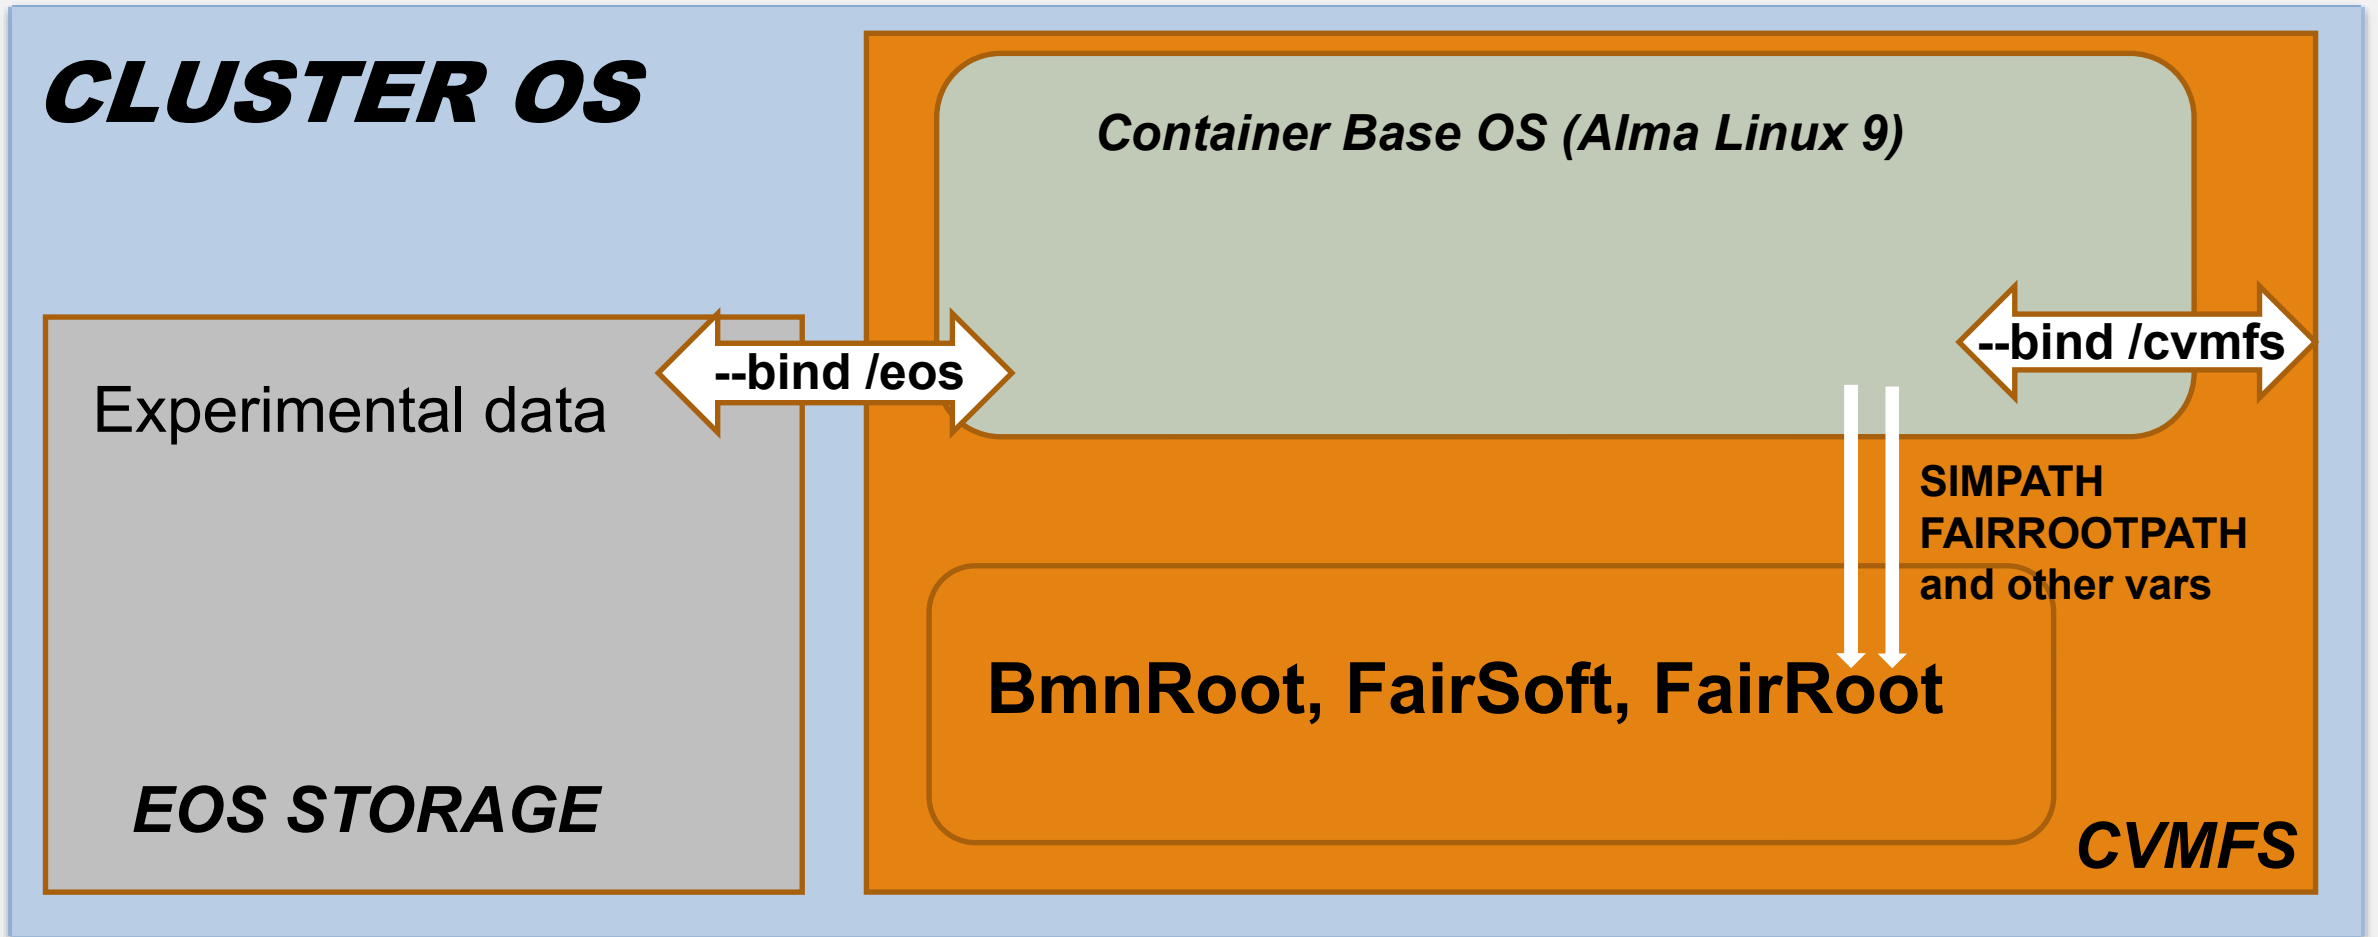 CLUSTER OS
Container Base OS (Alma Linux 9)
--bind /eos
--bind /cvmfs
Experimental data
SIMPATH
FAIRROOTPATH
and other vars
BmnRoot, FairSoft, FairRoot
EOS STORAGE
CVMFS